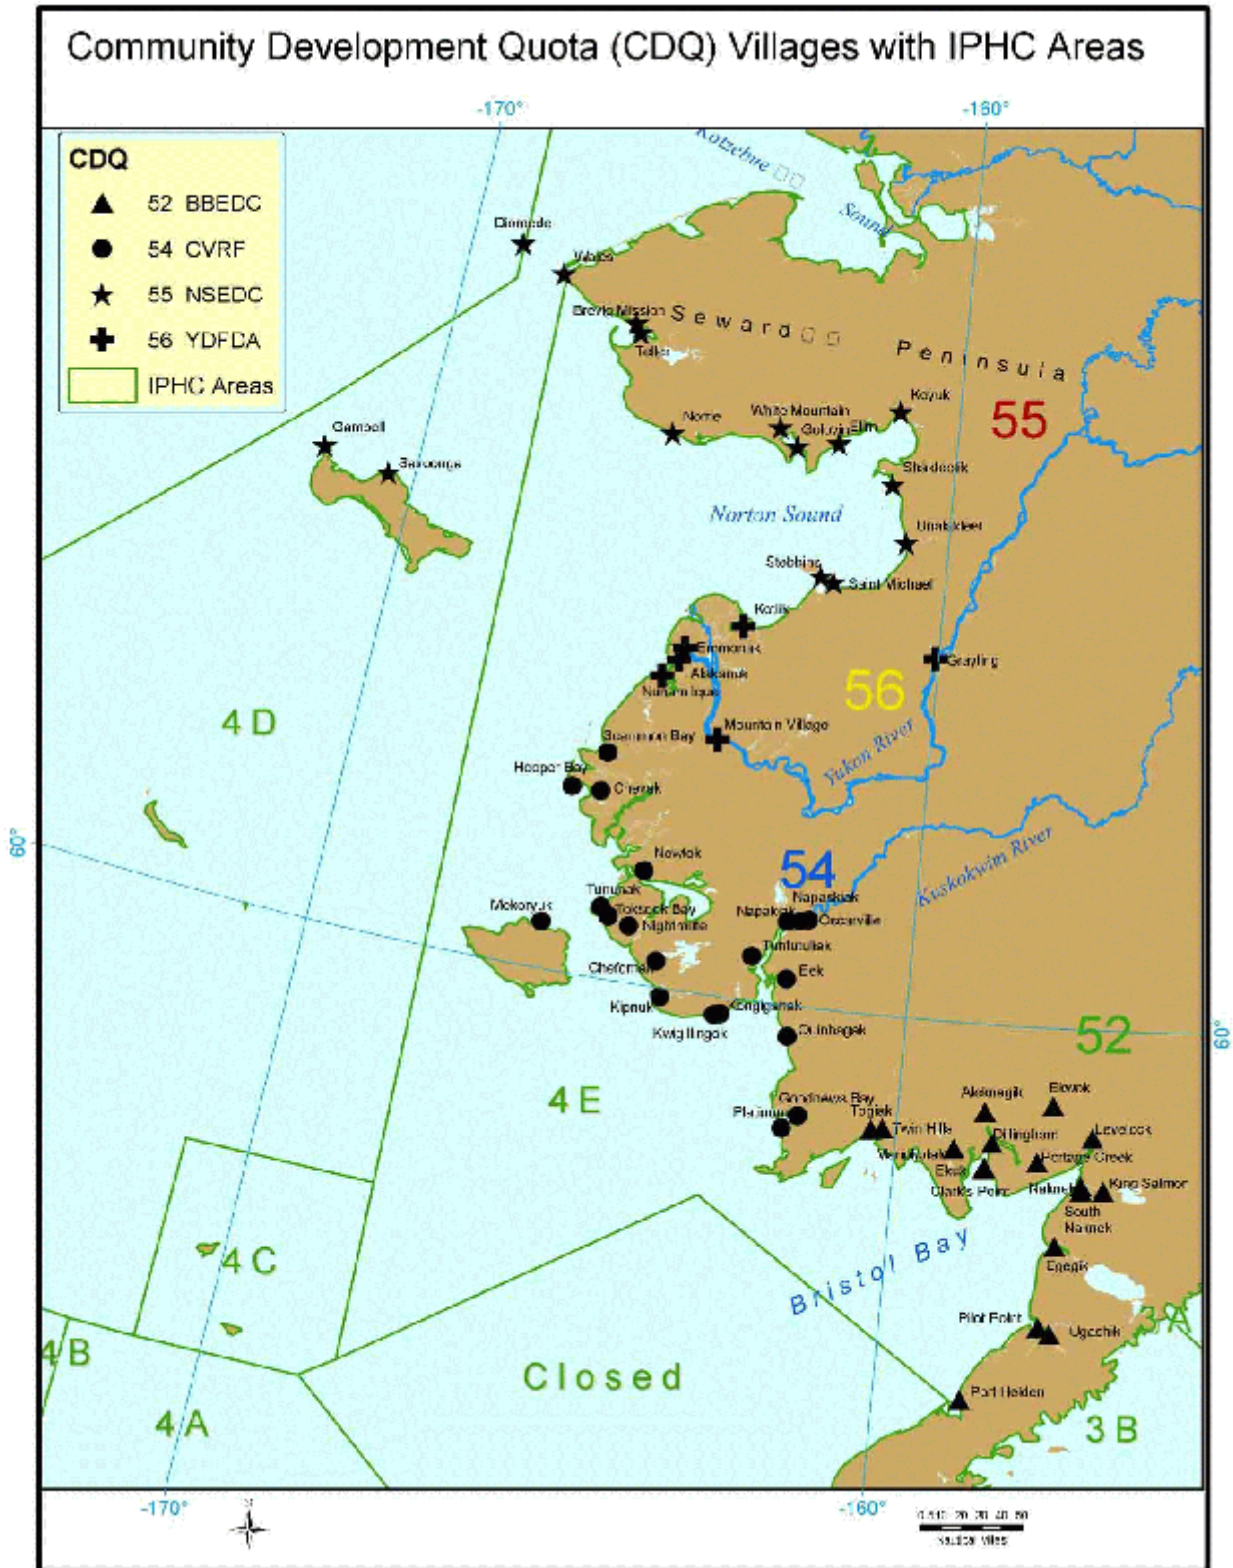 Community Development Quota (CDQ) Villages with IPHC Areas
-170°
-160°
CDQ
52 BBEDC
54 CVRF
55 NSEDC
56 YDFDA
IPHC Areas
Kotzebue
Sound
Diomede
Wales
Brevig Mission
Teller
Seward
Peninsula
55
Koyuk
White Mountain
Nome
Golovin
Elim
Gambell
Savoonga
Shaktoolik
Norton Sound
Unalakleet
Stebbins
Saint Michael
Kotlik
Emmonak
Grayling
Alakanuk
Nunam Iqua
56
4 D
Mountain Village
Scammon Bay
Yukon River
Hooper Bay
Chevak
60°
Newtok
54
Kuskokwim River
Tununak
Napaskiak
Mekoryuk
Toksook Bay
Napakiak
Oscarville
Nightmute
Tuntutuliak
Chefornak
Eek
Kipnuk
Kongiganak
Kwigillingok
Quinhagak
52
60°
4 E
Goodnews Bay
Platinum
Togiak
Aleknagik
Ekwok
Twin Hills
Dillingham
Levelock
Manokotak
Portage Creek
Ekuk
Clark's Point
Naknek
King Salmon
South
Naknek
Egegik
4 C
Bristol Bay
Pilot Point
Ugashik
A
4 B
Closed
Port Heiden
4 A
3 B
-170°
-160°
Nautical Miles